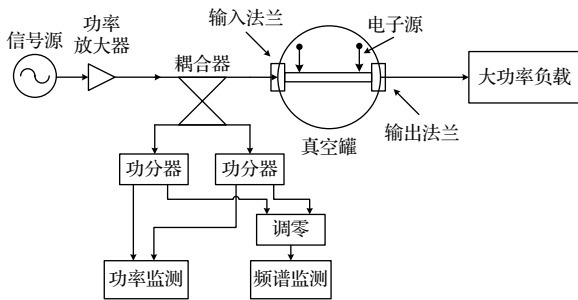 信号源
功率
放大器
耦合器
输入法兰
电子源
大功率负载
输出法兰
真空罐
功分器
功分器
调零
功率监测
频谱监测